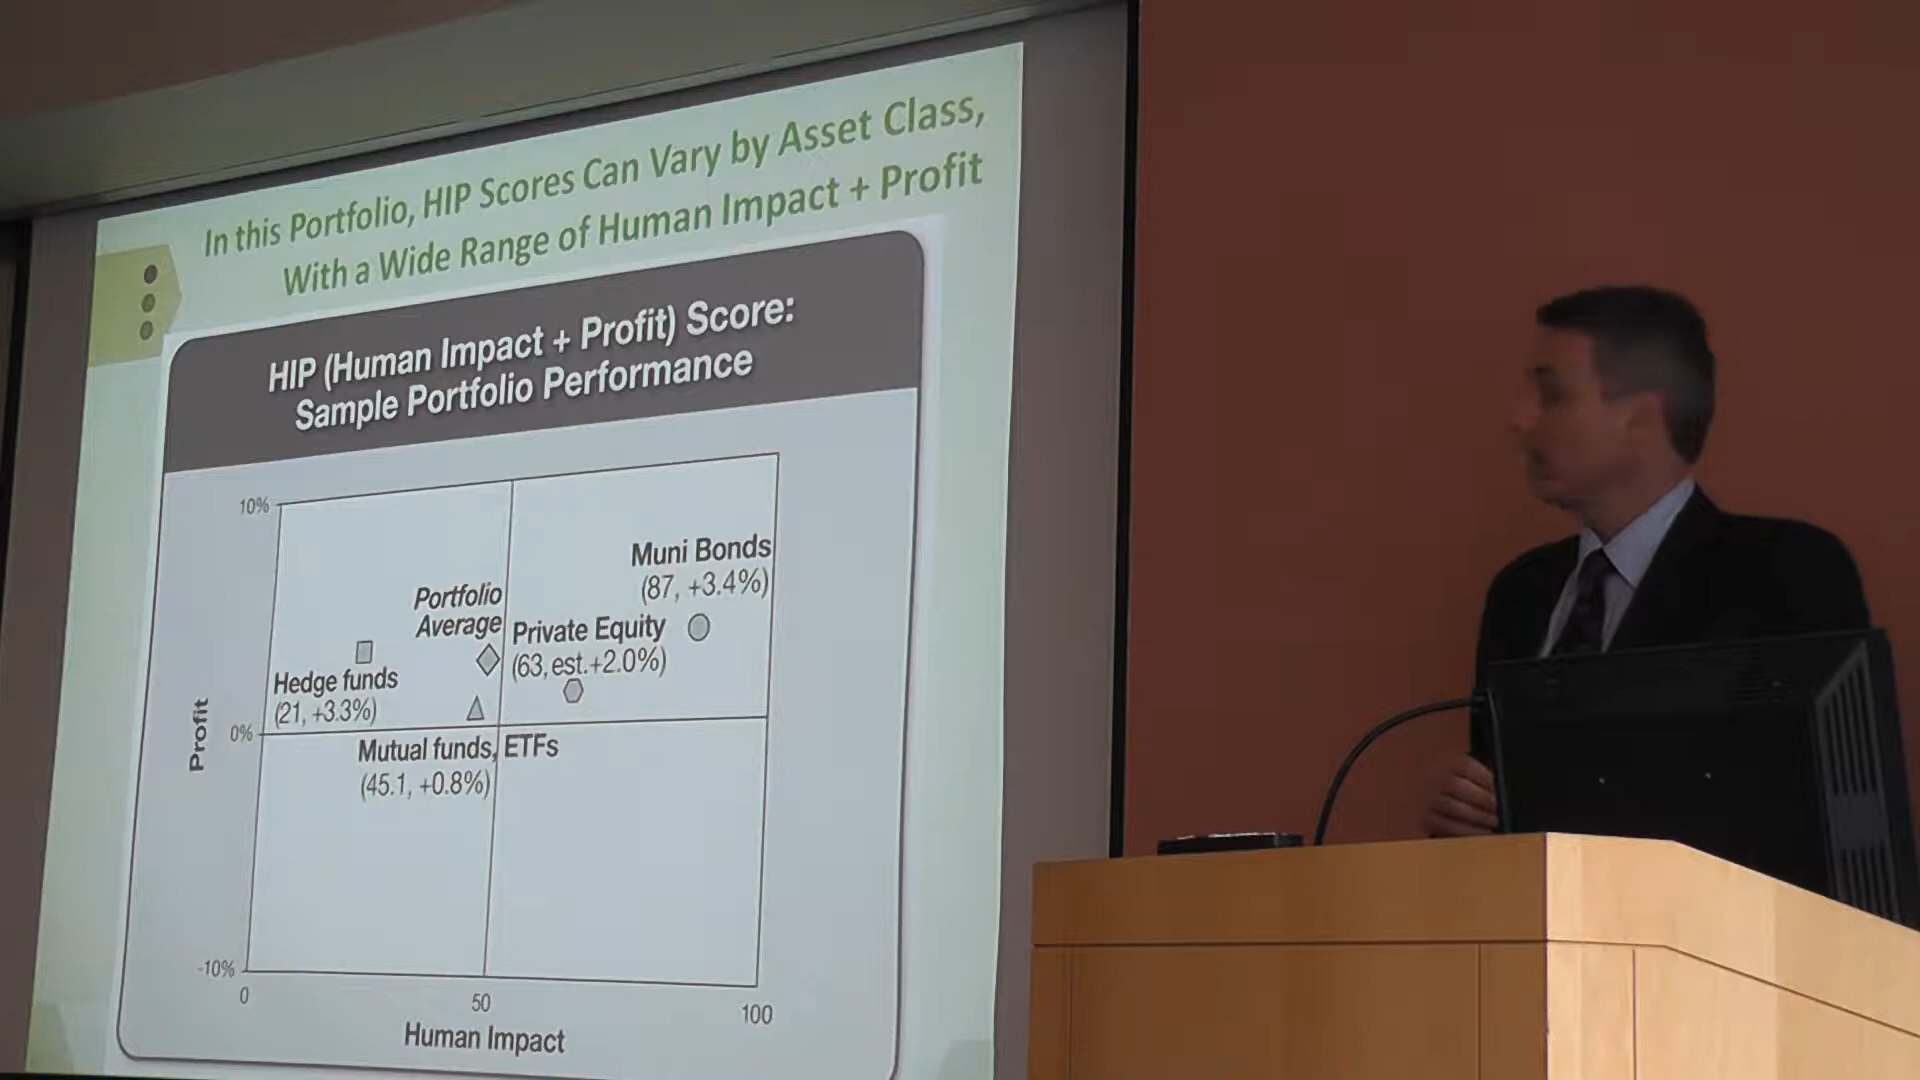 In this Portfolio, HIP Scores Can Vary by Asset Class,
With a Wide Range of Human Impact + Profit
HIP (Human Impact + Profit) Score:
Sample Portfolio Performance
10%
Muni Bonds
(87, +3.4%)
Portfolio
Average
Private Equity
(63, est.+2.0%)
Hedge funds
(21, +3.3%)
Profit
0%
Mutual funds, ETFs
(45.1, +0.8%)
-10%
0
50
100
Human Impact